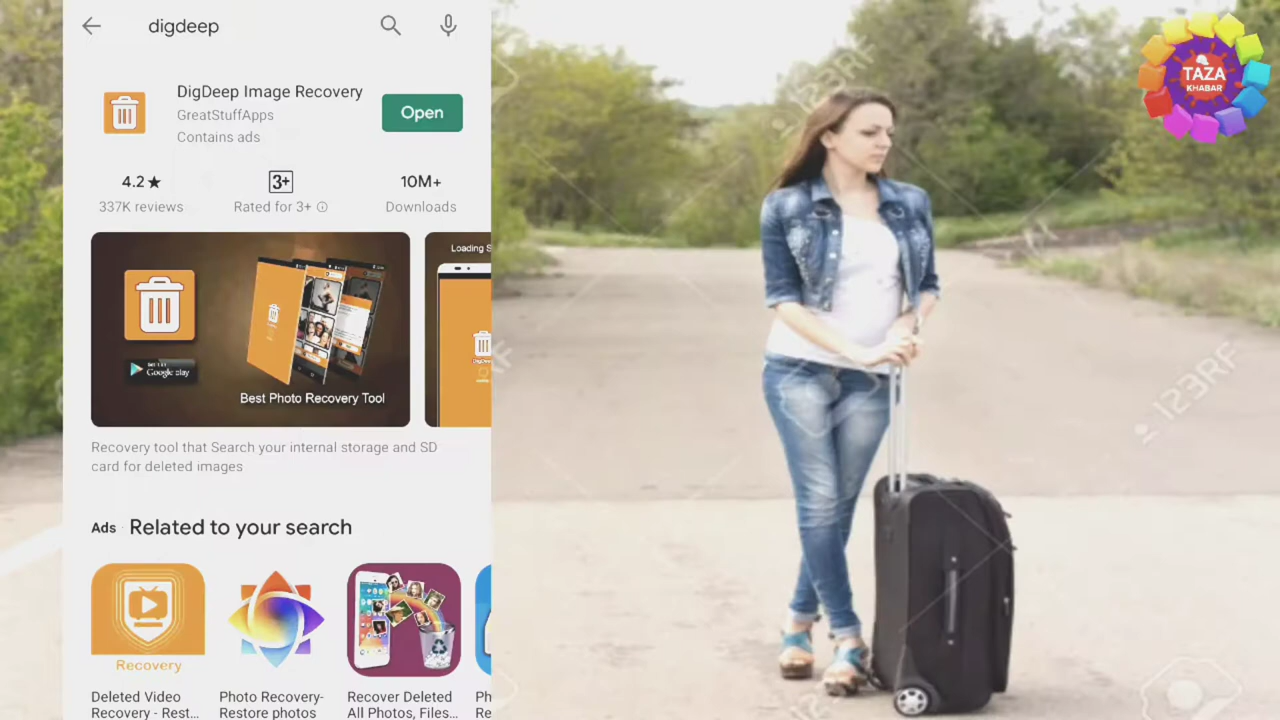 digdeep
DigDeep Image Recovery
GreatStuffApps
Contains ads
Open
4.2★
337K reviews
3+
Rated for 3+
10M+
Downloads
Google play
Best Photo Recovery Tool
Loading S
DigDee
Recovery tool that Search your internal storage and SD
card for deleted images
Ads · Related to your search
Recovery
Deleted Video
Recovery - Rest...
Photo Recovery-
Restore photos
Recover Deleted
All Photos, Files...
Ph
Re
TAZA
KHABAR
123RF
123RF